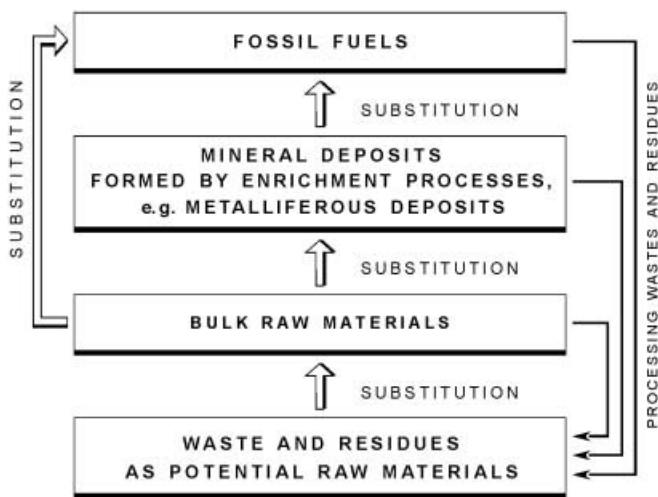 FOSSIL FUELS
SUBSTITUTION
MINERAL DEPOSITS
FORMED BY ENRICHMENT PROCESSES,
e.g. METALLIFEROUS DEPOSITS
SUBSTITUTION
BULK RAW MATERIALS
SUBSTITUTION
WASTE AND RESIDUES
AS POTENTIAL RAW MATERIALS
SUBSTITUTION
PROCESSING WASTES AND RESIDUES